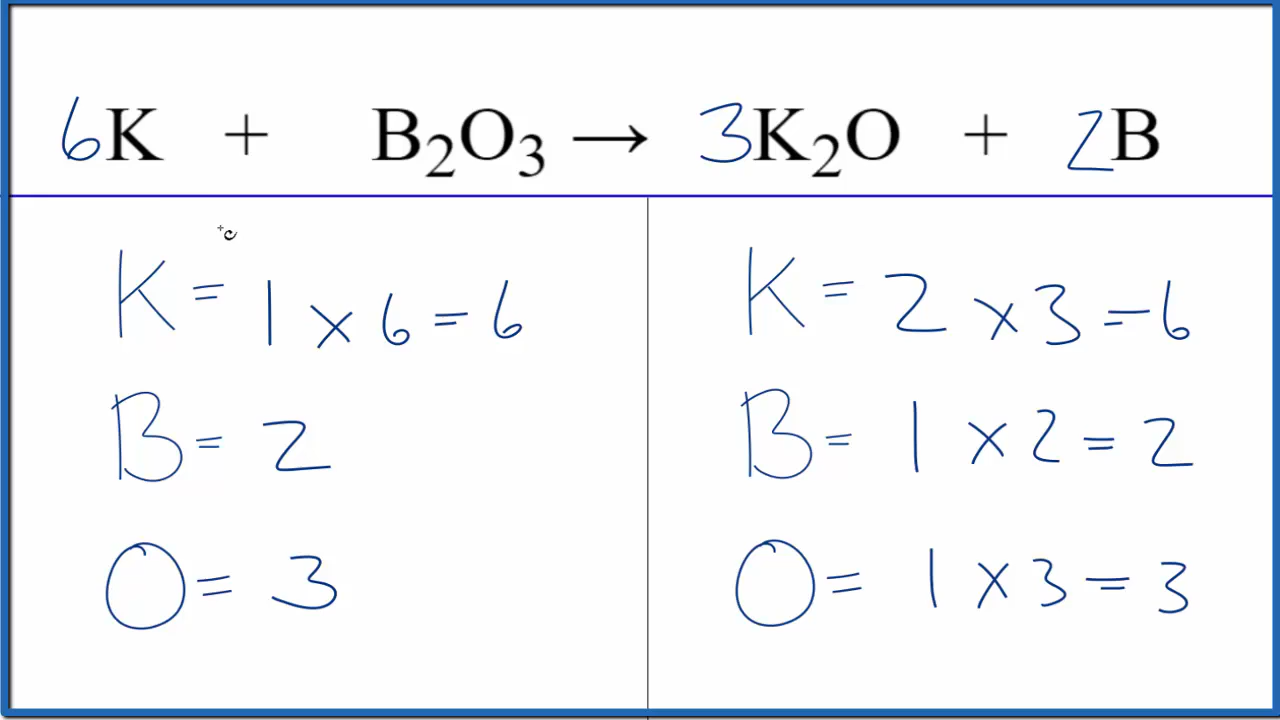 6K + B₂O₃ → 3K₂O + 2B
K = 1 x 6 = 6
B = 2
O = 3
K = 2 x 3 = 6
B = 1 x 2 = 2
O = 1 x 3 = 3